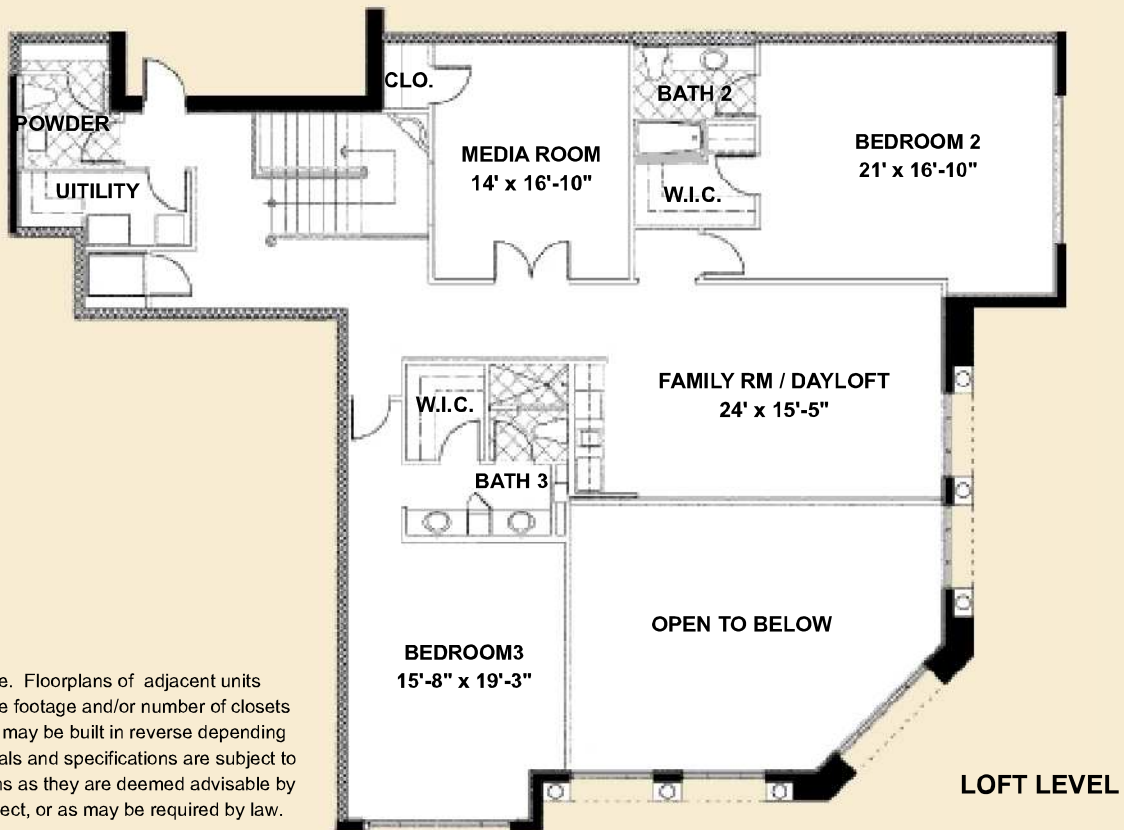 CLO.
POWDER
BATH 2
MEDIA ROOM
14' x 16'-10"
BEDROOM 2
21' x 16'-10"
UITILITY
W.I.C.
FAMILY RM / DAYLOFT
24' x 15'-5"
W.I.C.
BATH 3
OPEN TO BELOW
BEDROOM3
15'-8" x 19'-3"
e. Floorplans of adjacent units
e footage and/or number of closets
may be built in reverse depending
als and specifications are subject to
ns as they are deemed advisable by
ect, or as may be required by law.
LOFT LEVEL